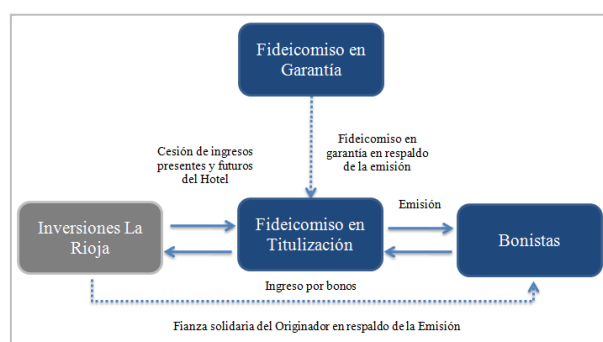 Fideicomiso en
Garantía
Cesión de ingresos
presentes y futuros
del Hotel
Fideicomiso en
garantía en respaldo
de la emisión
Inversiones La
Rioja
Fideicomiso en
Titulización
Emisión
Bonistas
Ingreso por bonos
Fianza solidaria del Originador en respaldo de la Emisión